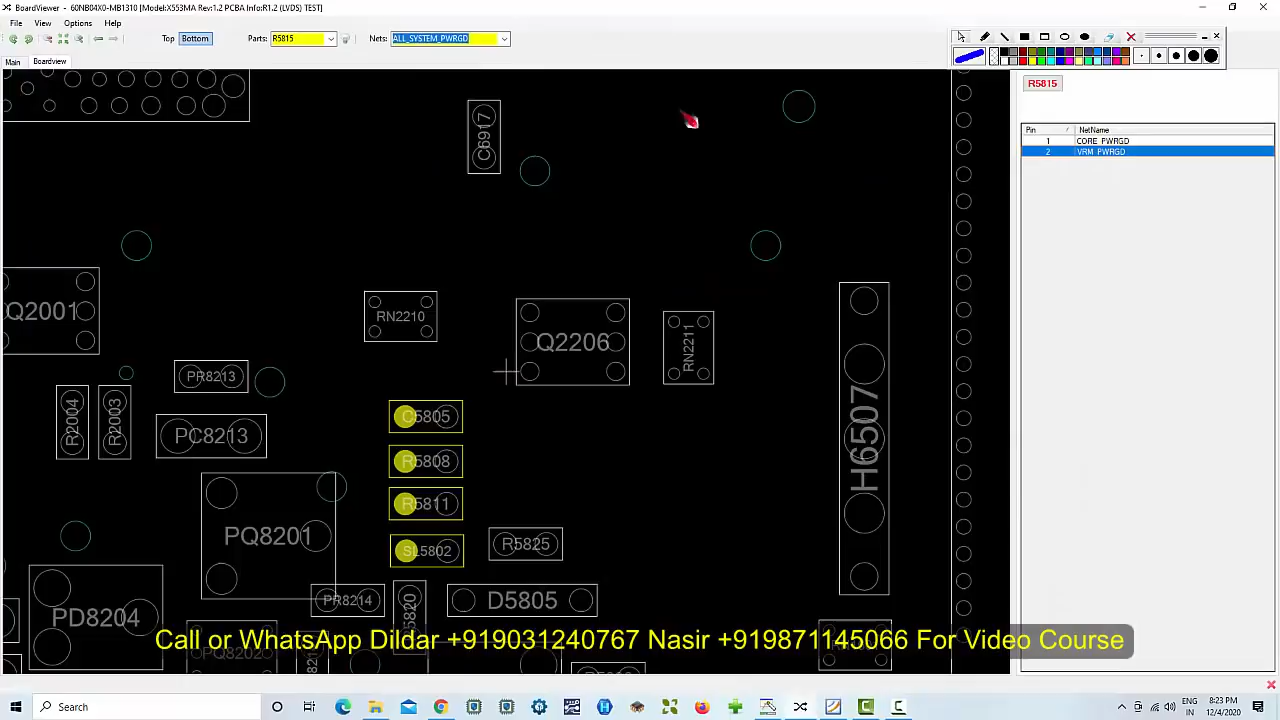 BoardViewer - 60NB04X0-MB1310 [Model:X553MA Rev:1.2 PCBA Info:R1.2 (LVDS) TEST]
File View Options Help
Top Bottom Parts: R5815 Nets: ALL_SYSTEM_PWRGD
Main Boardview
R5815
Pin NetName
1 CORE_PWRGD
2 VRM_PWRGD
C6917
Q2001
RN2210
Q2206
RN2211
H6507
PR8213
R2004
R2003
PC8213
C5805
R5808
R5811
SL5802
R5825
PQ8201
PD8204
PR8214
5820
D5805
PQ8202
Call or WhatsApp Dildar +919031240767 Nasir +919871145066 For Video Course
Search
ENG
IN
8:23 PM
12/4/2020